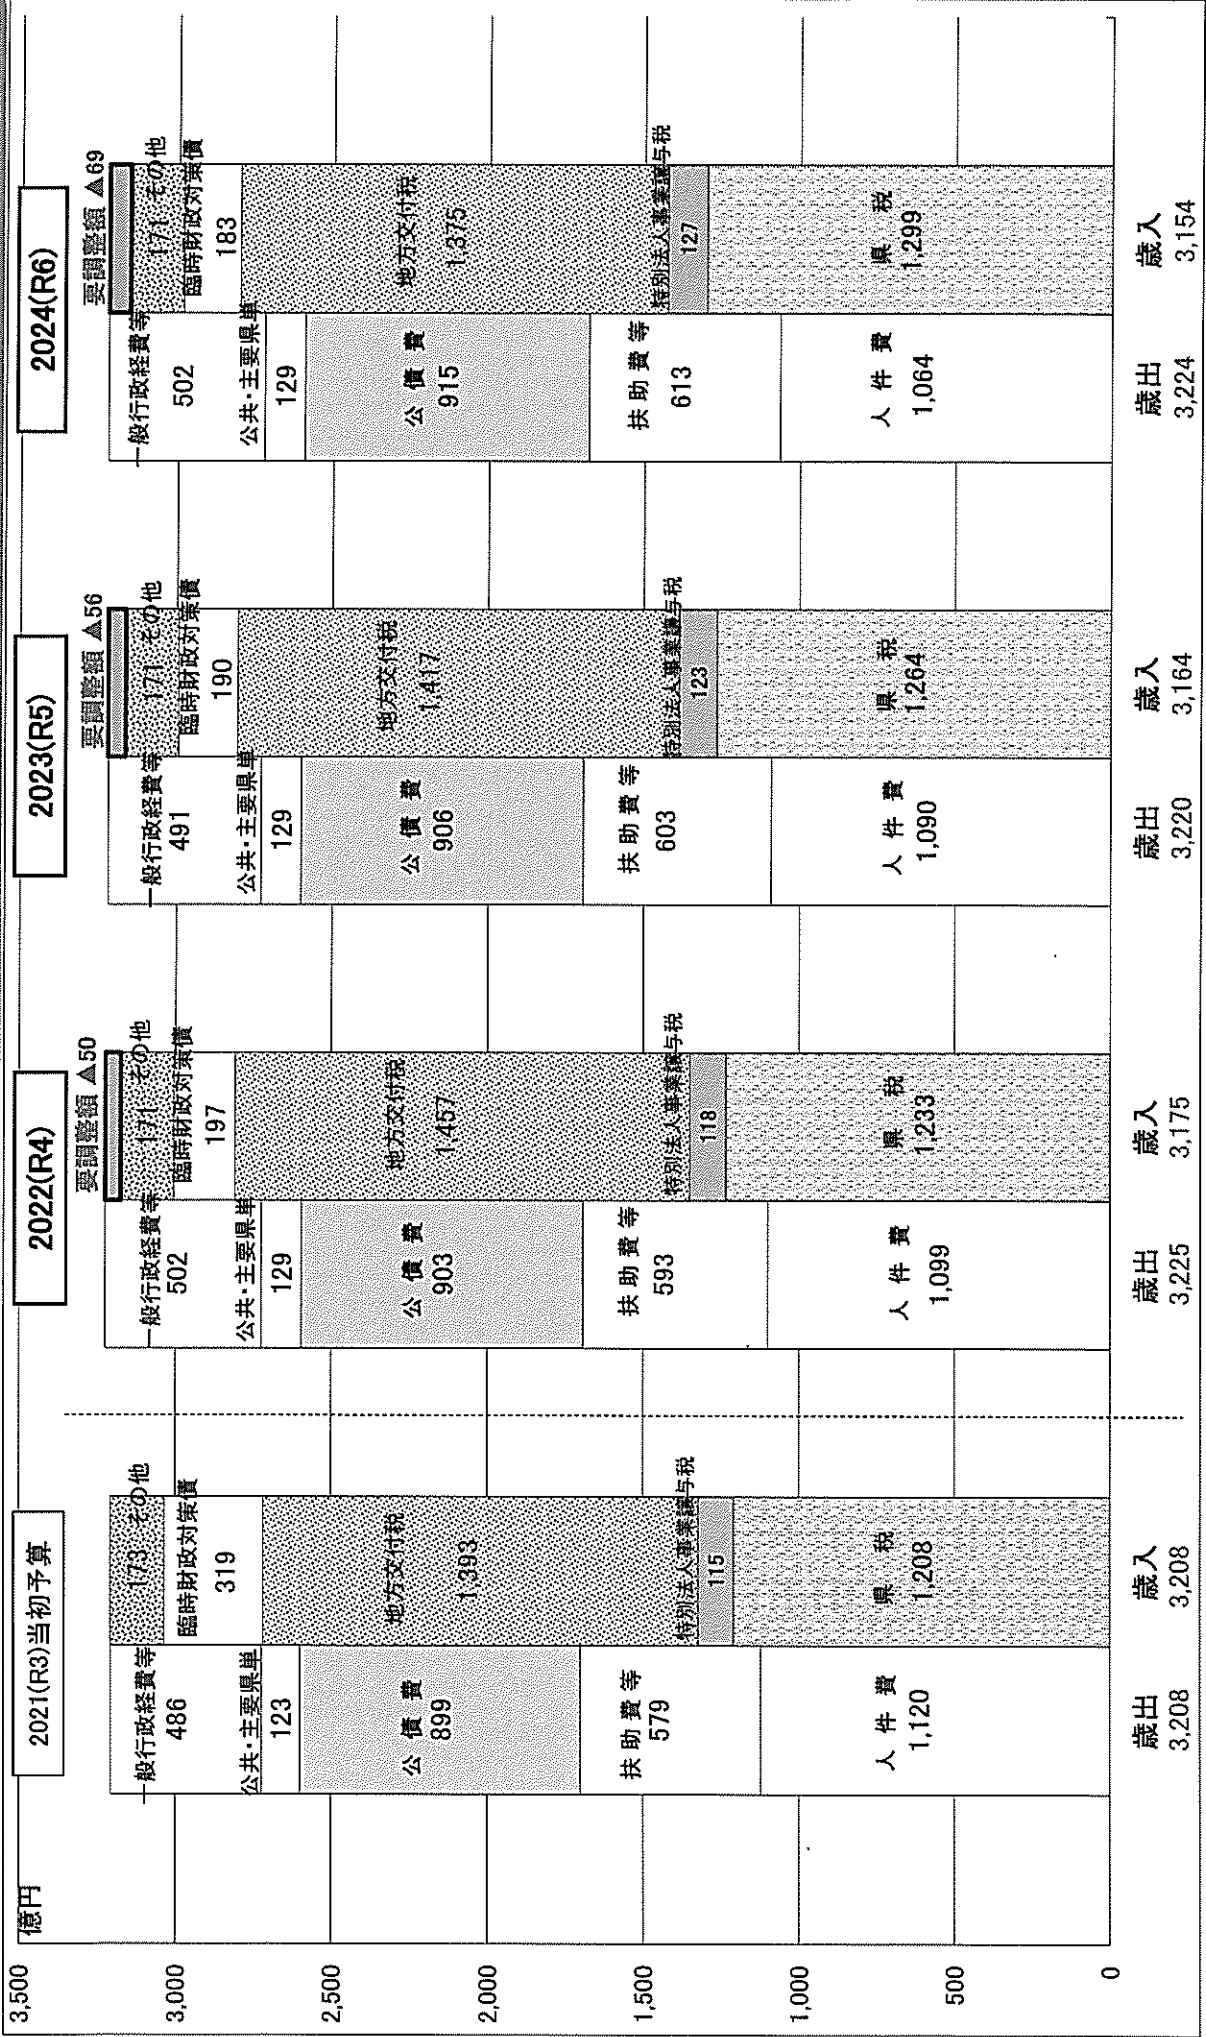 億円
3,500
3,000
2,500
2,000
1,500
1,000
500
0
2021(R3)当初予算
一般行政経費等
486
公共・主要県単
123
公債費
899
扶助費等
579
人件費
1,120
歳出
3,208
173 その他
臨時財政対策債
319
地方交付税
1393
特別法人事業譲与税
115
県税
1,208
歳入
3,208
2022(R4)
要調整額 ▲50
一般行政経費等
502
公共・主要県単
129
公債費
903
扶助費等
593
人件費
1,099
歳出
3,225
171 その他
臨時財政対策債
197
地方交付税
1457
特別法人事業譲与税
118
県税
1,233
歳入
3,175
2023(R5)
要調整額 ▲56
一般行政経費等
491
公共・主要県単
129
公債費
906
扶助費等
603
人件費
1,090
歳出
3,220
171 その他
臨時財政対策債
190
地方交付税
1417
特別法人事業譲与税
123
県税
1,264
歳入
3,164
2024(R6)
要調整額 ▲69
一般行政経費等
502
公共・主要県単
129
公債費
915
扶助費等
613
人件費
1,064
歳出
3,224
171 その他
臨時財政対策債
183
地方交付税
1375
特別法人事業譲与税
127
県税
1,299
歳入
3,154